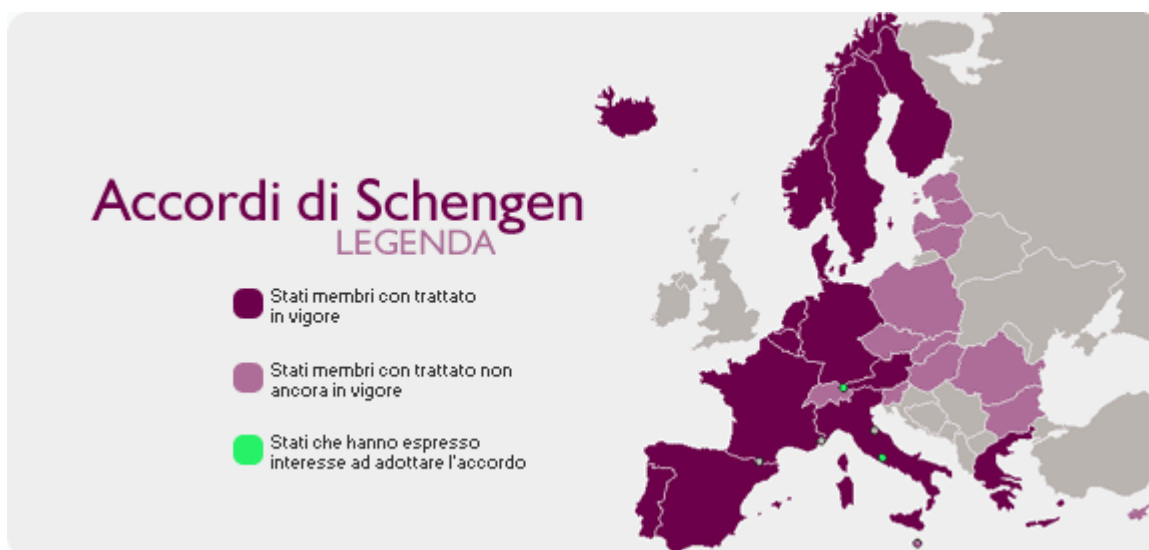 Accordi di Schengen
LEGENDA
Stati membri con trattato
in vigore
Stati membri con trattato non
ancora in vigore
Stati che hanno espresso
interesse ad adottare l'accordo